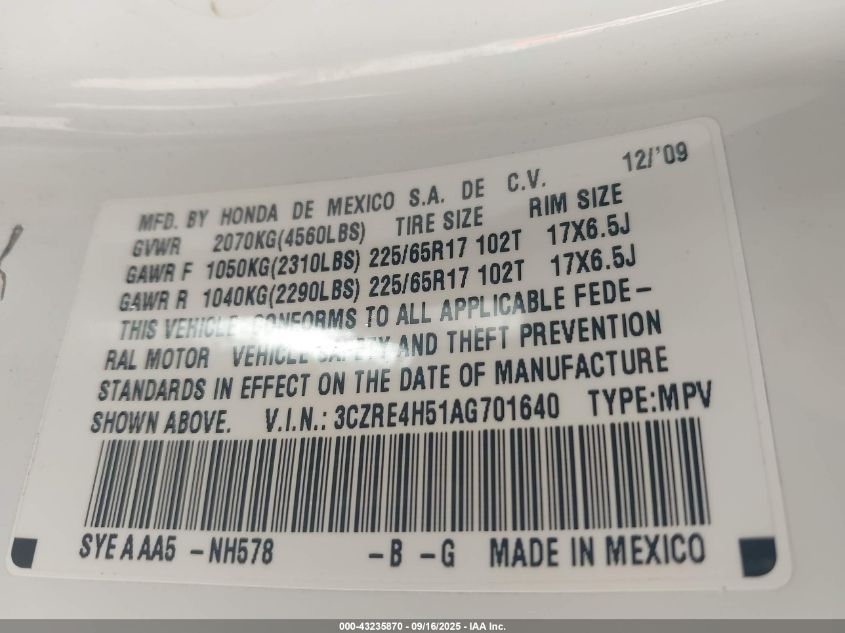 12/'09
MFD. BY HONDA DE MEXICO S.A. DE C.V.
GVWR 2070KG(4560LBS) TIRE SIZE RIM SIZE
GAWR F 1050KG(2310LBS) 225/65R17 102T 17X6.5J
GAWR R 1040KG(2290LBS) 225/65R17 102T 17X6.5J
THIS VEHICLE CONFORMS TO ALL APPLICABLE FEDE-
RAL MOTOR VEHICLE SAFETY AND THEFT PREVENTION
STANDARDS IN EFFECT ON THE DATE OF MANUFACTURE
SHOWN ABOVE. V.I.N.: 3CZRE4H51AG701640 TYPE:MPV
SYE A AA5 -NH578 -B -G MADE IN MEXICO
000-43235870 - 09/16/2025 - IAA Inc.